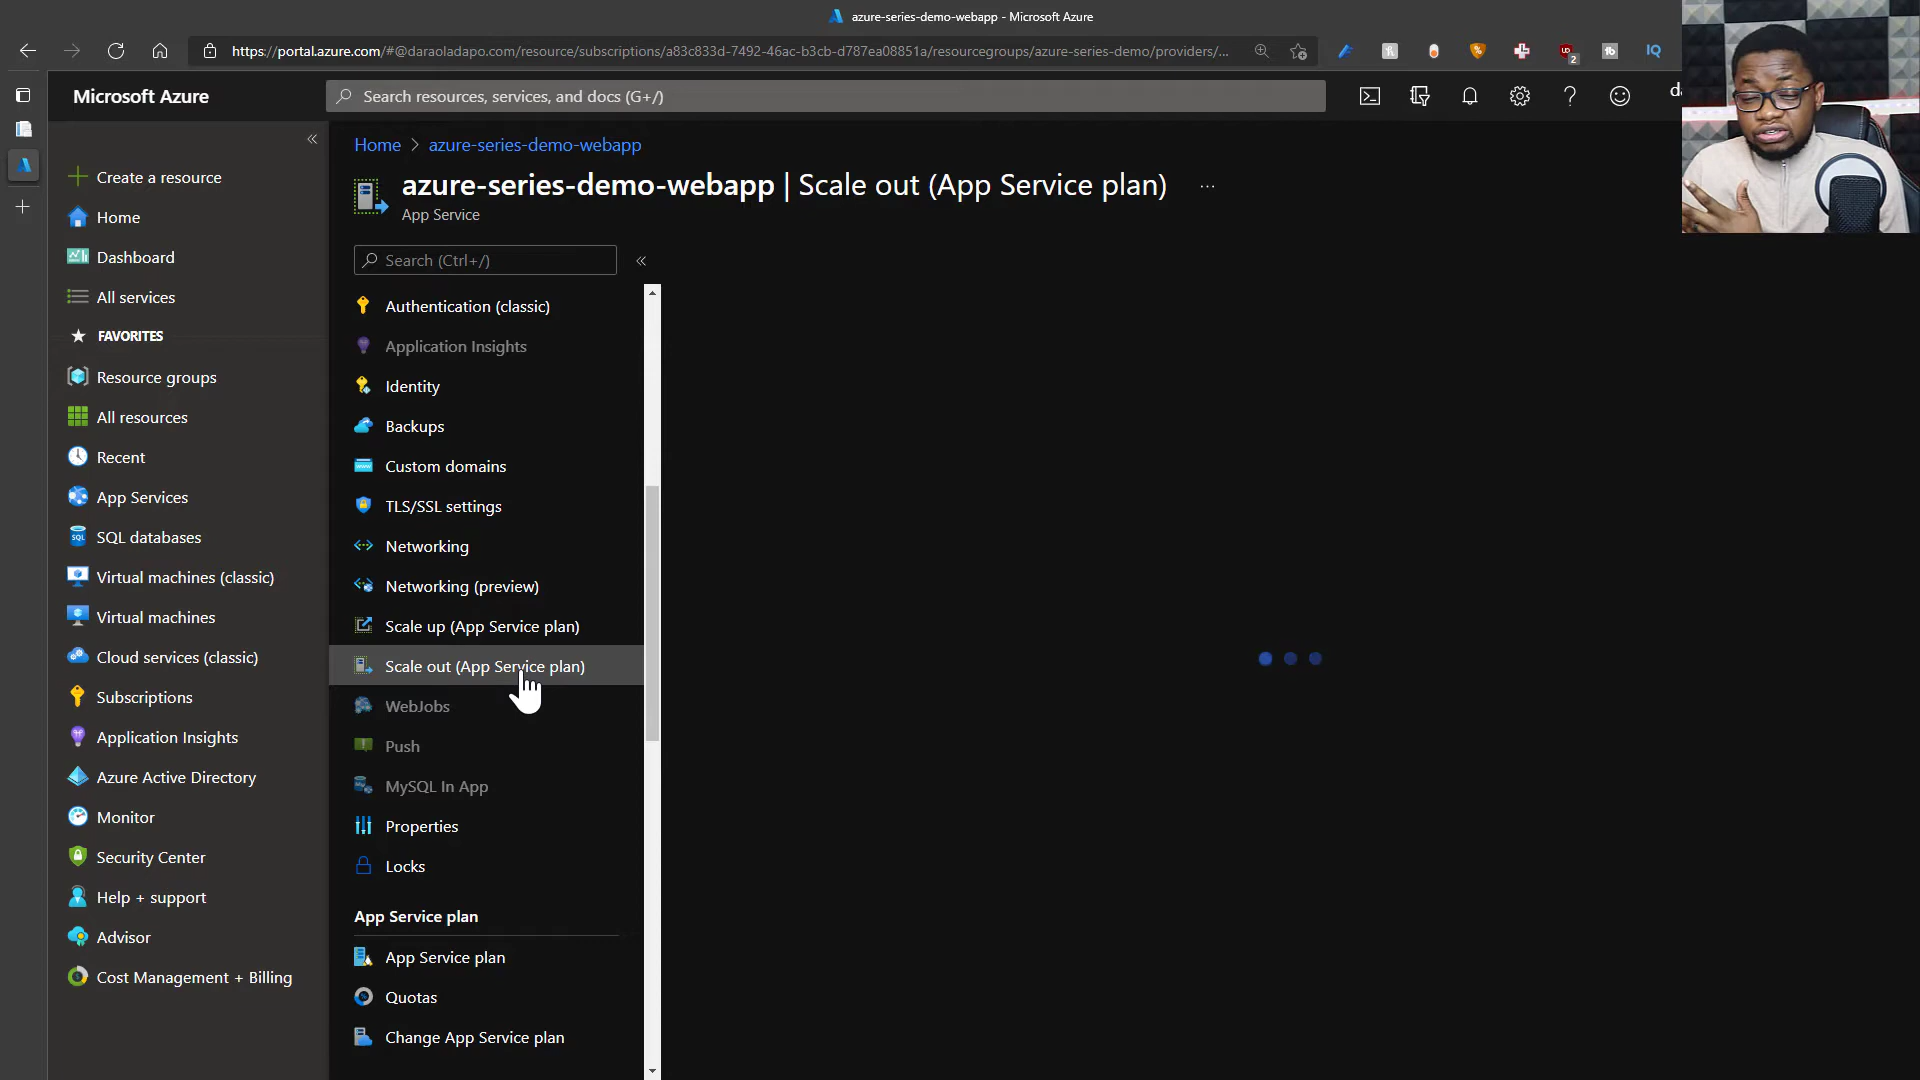 azure-series-demo-webapp - Microsoft Azure
https://portal.azure.com/#@daraoladapo.com/resource/subscriptions/a83c833d-7492-46ac-b3cb-d787ea08851a/resourcegroups/azure-series-demo/providers/...
2
IQ
Microsoft Azure
Search resources, services, and docs (G+/)
da
Create a resource
Home
Dashboard
All services
FAVORITES
Resource groups
All resources
Recent
App Services
SQL databases
Virtual machines (classic)
Virtual machines
Cloud services (classic)
Subscriptions
Application Insights
Azure Active Directory
Monitor
Security Center
Help + support
Advisor
Cost Management + Billing
Home > azure-series-demo-webapp
azure-series-demo-webapp | Scale out (App Service plan) ...
App Service
Search (Ctrl+/)
Authentication (classic)
Application Insights
Identity
Backups
Custom domains
TLS/SSL settings
Networking
Networking (preview)
Scale up (App Service plan)
Scale out (App Service plan)
WebJobs
Push
MySQL In App
Properties
Locks
App Service plan
App Service plan
Quotas
Change App Service plan